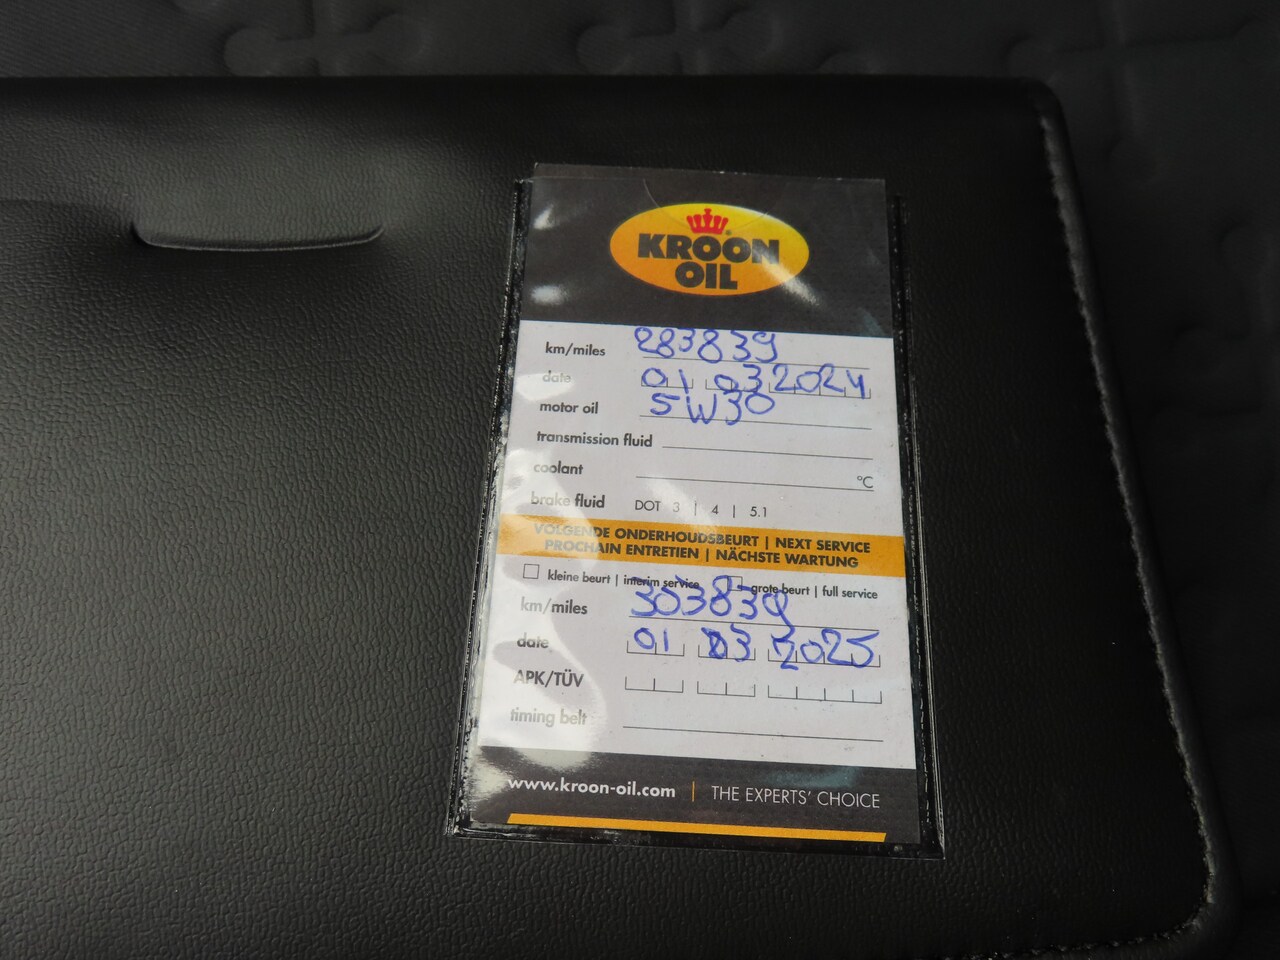 KROON
OIL
km/miles 283839
date 01 03 2024
motor oil 5W30
transmission fluid
coolant °C
brake fluid DOT 3 | 4 | 5.1
VOLGENDE ONDERHOUDSBEURT | NEXT SERVICE
PROCHAIN ENTRETIEN | NÄCHSTE WARTUNG
kleine beurt | interim service grote beurt | full service
km/miles 303839
date 01 03 2025
APK/TÜV
timing belt
www.kroon-oil.com | THE EXPERTS' CHOICE